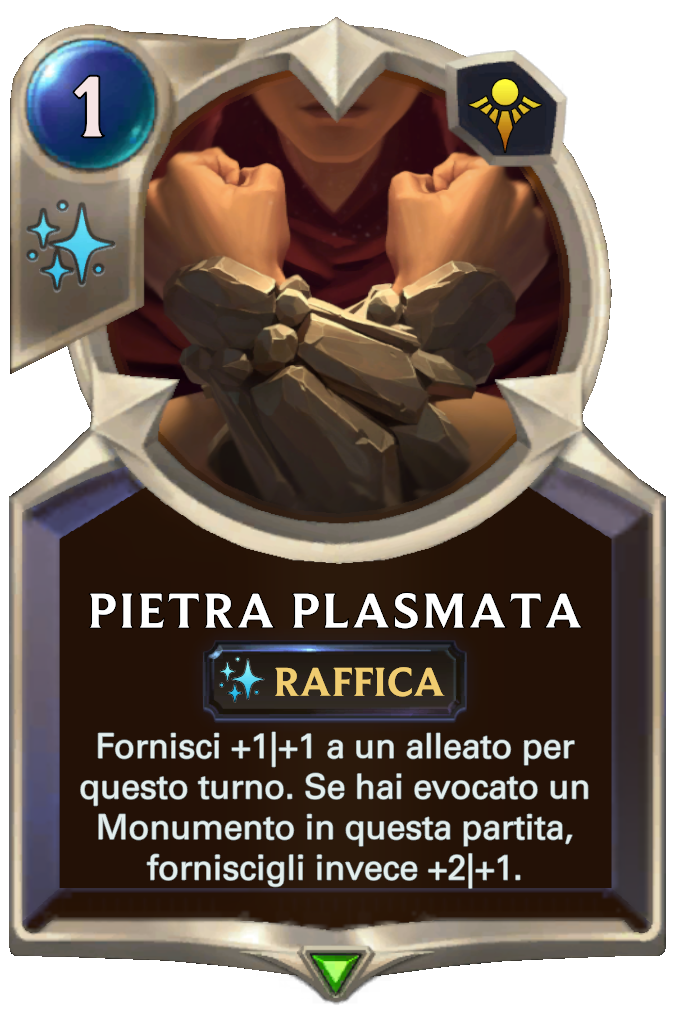 1
PIETRA PLASMATA
RAFFICA
Fornisci +1|+1 a un alleato per
questo turno. Se hai evocato un
Monumento in questa partita,
forniscigli invece +2|+1.